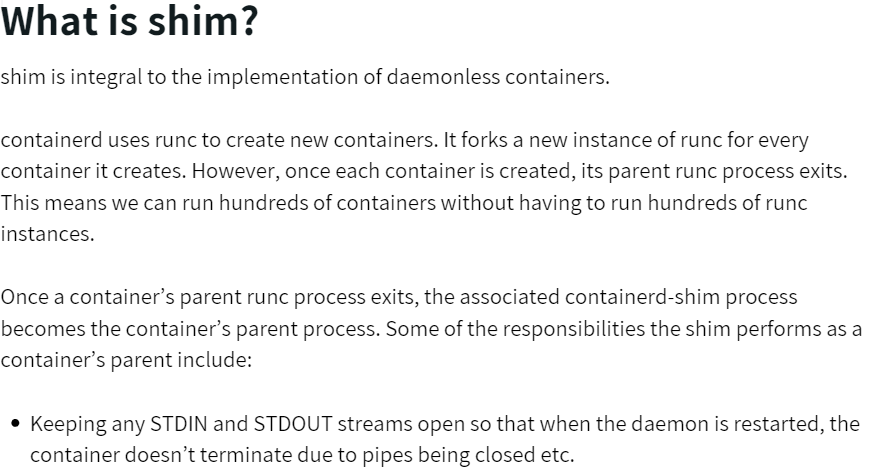 What is shim?
shim is integral to the implementation of daemonless containers.
containerd uses runc to create new containers. It forks a new instance of runc for every
container it creates. However, once each container is created, its parent runc process exits.
This means we can run hundreds of containers without having to run hundreds of runc
instances.
Once a container’s parent runc process exits, the associated containerd-shim process
becomes the container’s parent process. Some of the responsibilities the shim performs as a
container’s parent include:
• Keeping any STDIN and STDOUT streams open so that when the daemon is restarted, the
container doesn’t terminate due to pipes being closed etc.